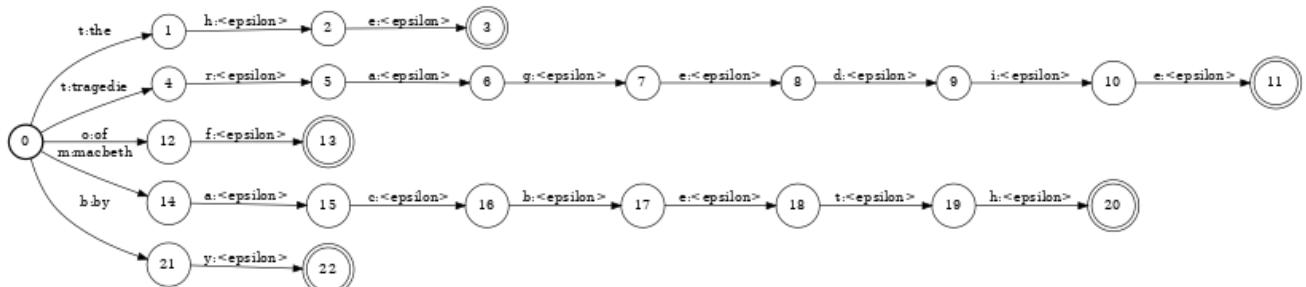 t:the 1 h:<epsilon> 2 e:<epsilon> 3
t:tragedie 4 r:<epsilon> 5 a:<epsilon> 6 g:<epsilon> 7 e:<epsilon> 8 d:<epsilon> 9 i:<epsilon> 10 e:<epsilon> 11
0 o:of 12 f:<epsilon> 13
m:macbeth 14 a:<epsilon> 15 c:<epsilon> 16 b:<epsilon> 17 e:<epsilon> 18 t:<epsilon> 19 h:<epsilon> 20
b:by 21 y:<epsilon> 22